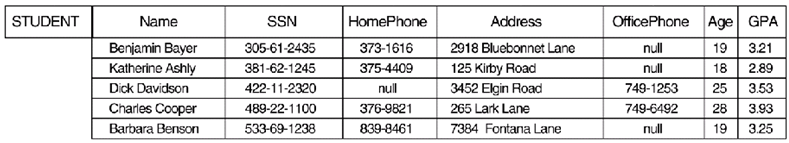 STUDENT Name SSN HomePhone Address OfficePhone Age GPA
Benjamin Bayer 305-61-2435 373-1616 2918 Bluebonnet Lane null 19 3.21
Katherine Ashly 381-62-1245 375-4409 125 Kirby Road null 18 2.89
Dick Davidson 422-11-2320 null 3452 Elgin Road 749-1253 25 3.53
Charles Cooper 489-22-1100 376-9821 265 Lark Lane 749-6492 28 3.93
Barbara Benson 533-69-1238 839-8461 7384 Fontana Lane null 19 3.25